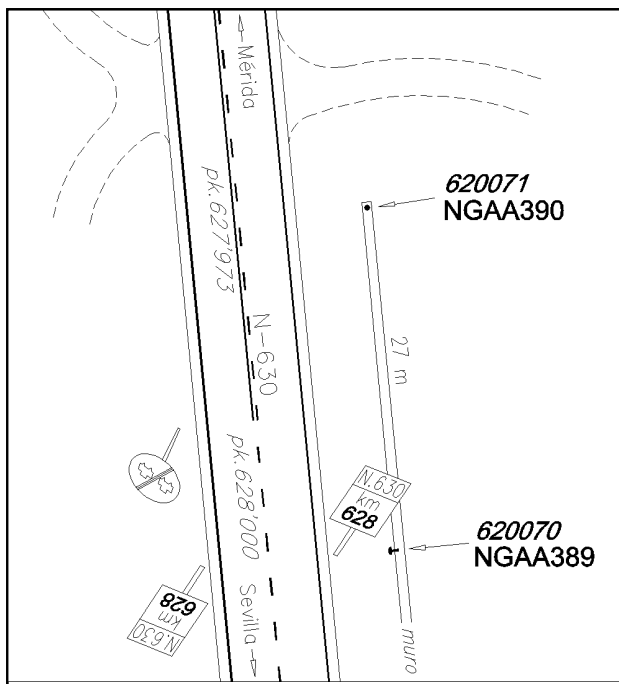 ←Mérida
pk.627'973
620071
NGAA390
N-630
27 m
pk.628'000
N.630
km
628
620070
NGAA389
N.630
km
628
Sevilla→
muro